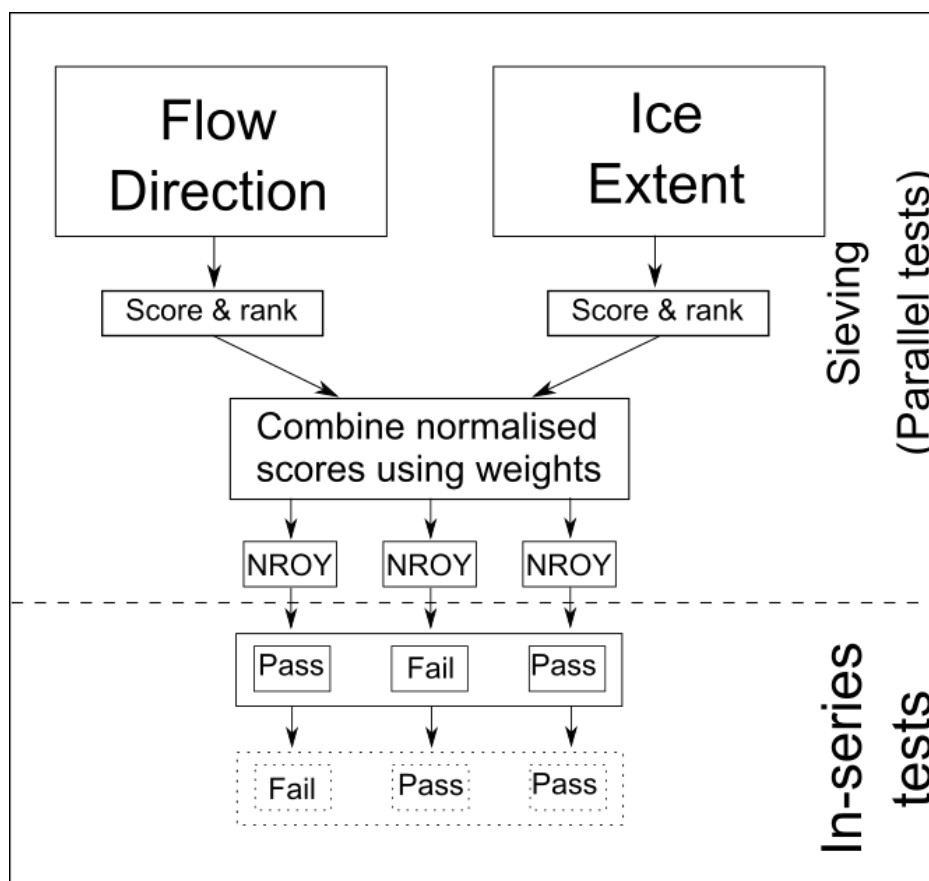 Flow
Direction
Ice
Extent
Score & rank
Score & rank
Combine normalised
scores using weights
NROY
NROY
NROY
Sieving
(Parallel tests)
Pass
Fail
Pass
Fail
Pass
Pass
In-series
tests